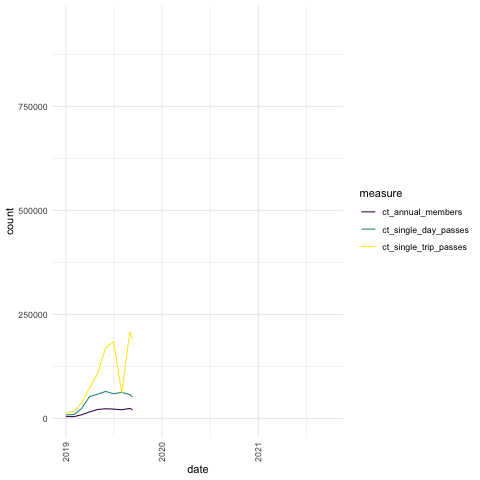 750000
500000
250000
0
count
2019
2020
2021
date
measure
ct_annual_members
ct_single_day_passes
ct_single_trip_passes